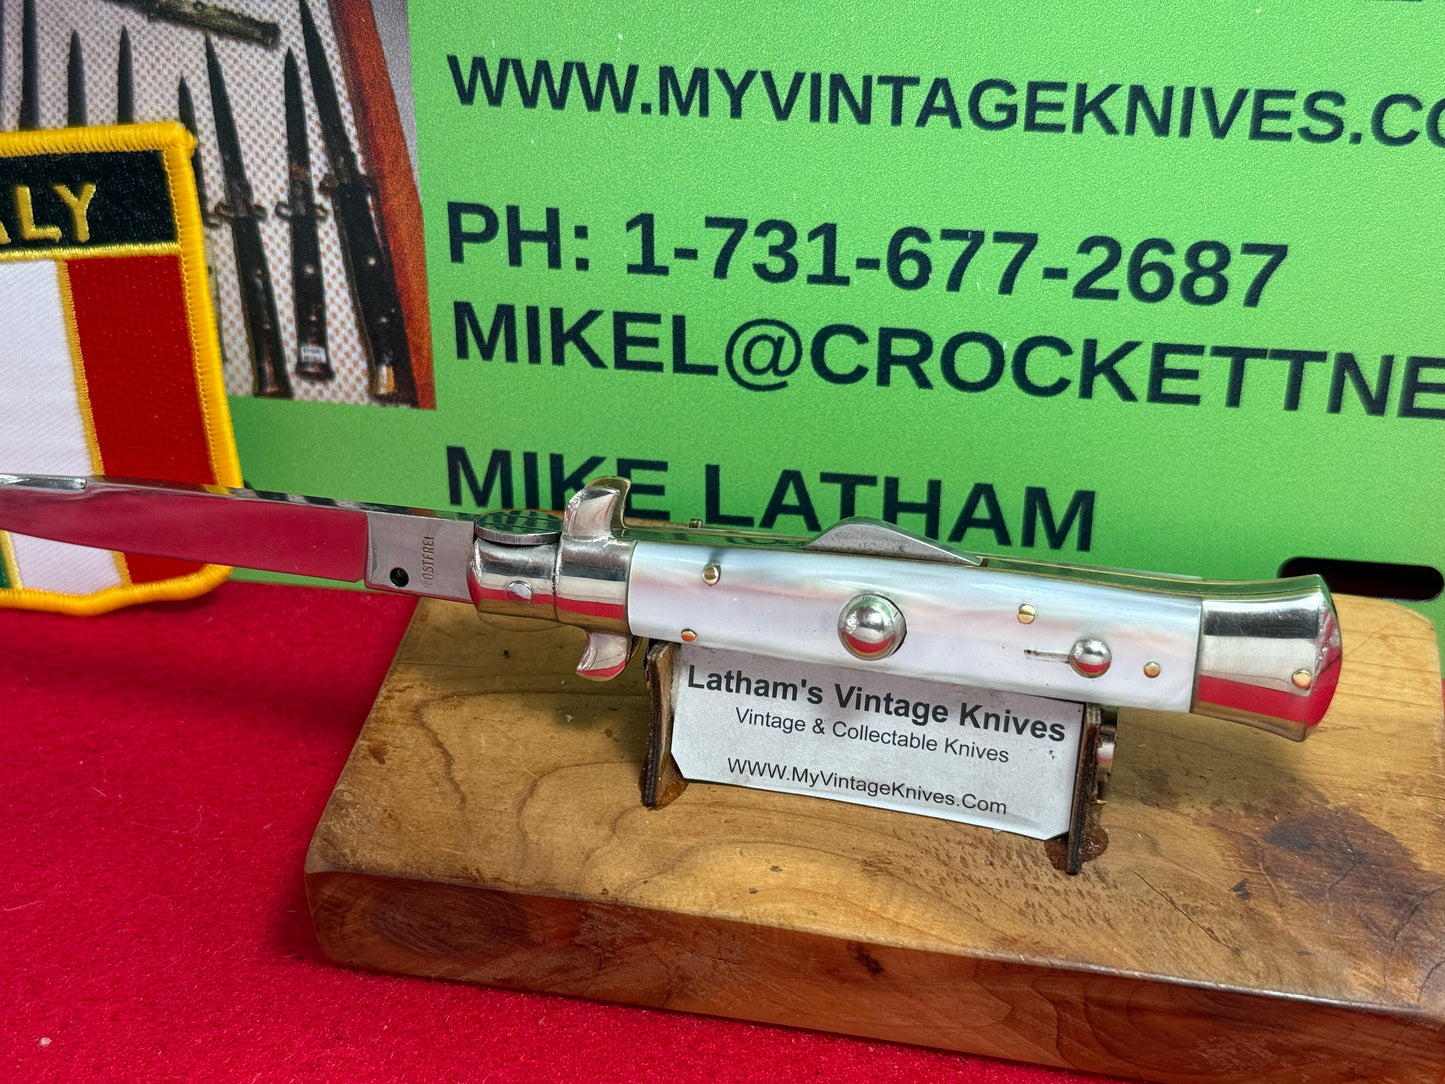 WWW.MYVINTAGEKNIVES.CO
PH: 1-731-677-2687
MIKEL@CROCKETTNE
MIKE LATHAM
ALY
OSTFREI
Latham's Vintage Knives
Vintage & Collectable Knives
WWW.MyVintageKnives.Com